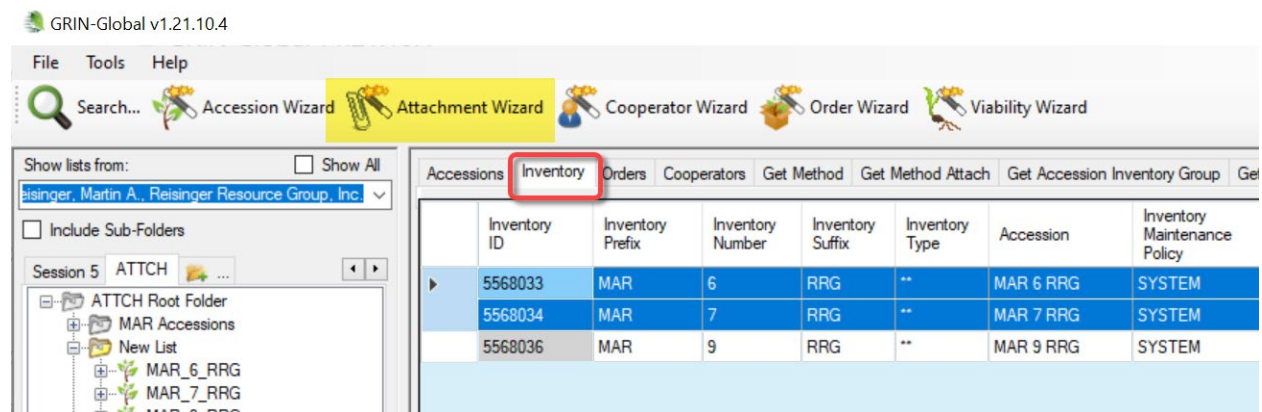 GRIN-Global v1.21.10.4
File Tools Help
Search... Accession Wizard Attachment Wizard Cooperator Wizard Order Wizard Viability Wizard
Show lists from: Show All
eisinger, Martin A., Reisinger Resource Group, Inc.
Include Sub-Folders
Session 5 ATTCH ...
ATTCH Root Folder
MAR Accessions
New List
MAR_6_RRG
MAR_7_RRG
Accessions Inventory Orders Cooperators Get Method Get Method Attach Get Accession Inventory Group Get
Inventory ID Inventory Prefix Inventory Number Inventory Suffix Inventory Type Accession Inventory Maintenance Policy
5568033 MAR 6 RRG ** MAR 6 RRG SYSTEM
5568034 MAR 7 RRG ** MAR 7 RRG SYSTEM
5568036 MAR 9 RRG ** MAR 9 RRG SYSTEM